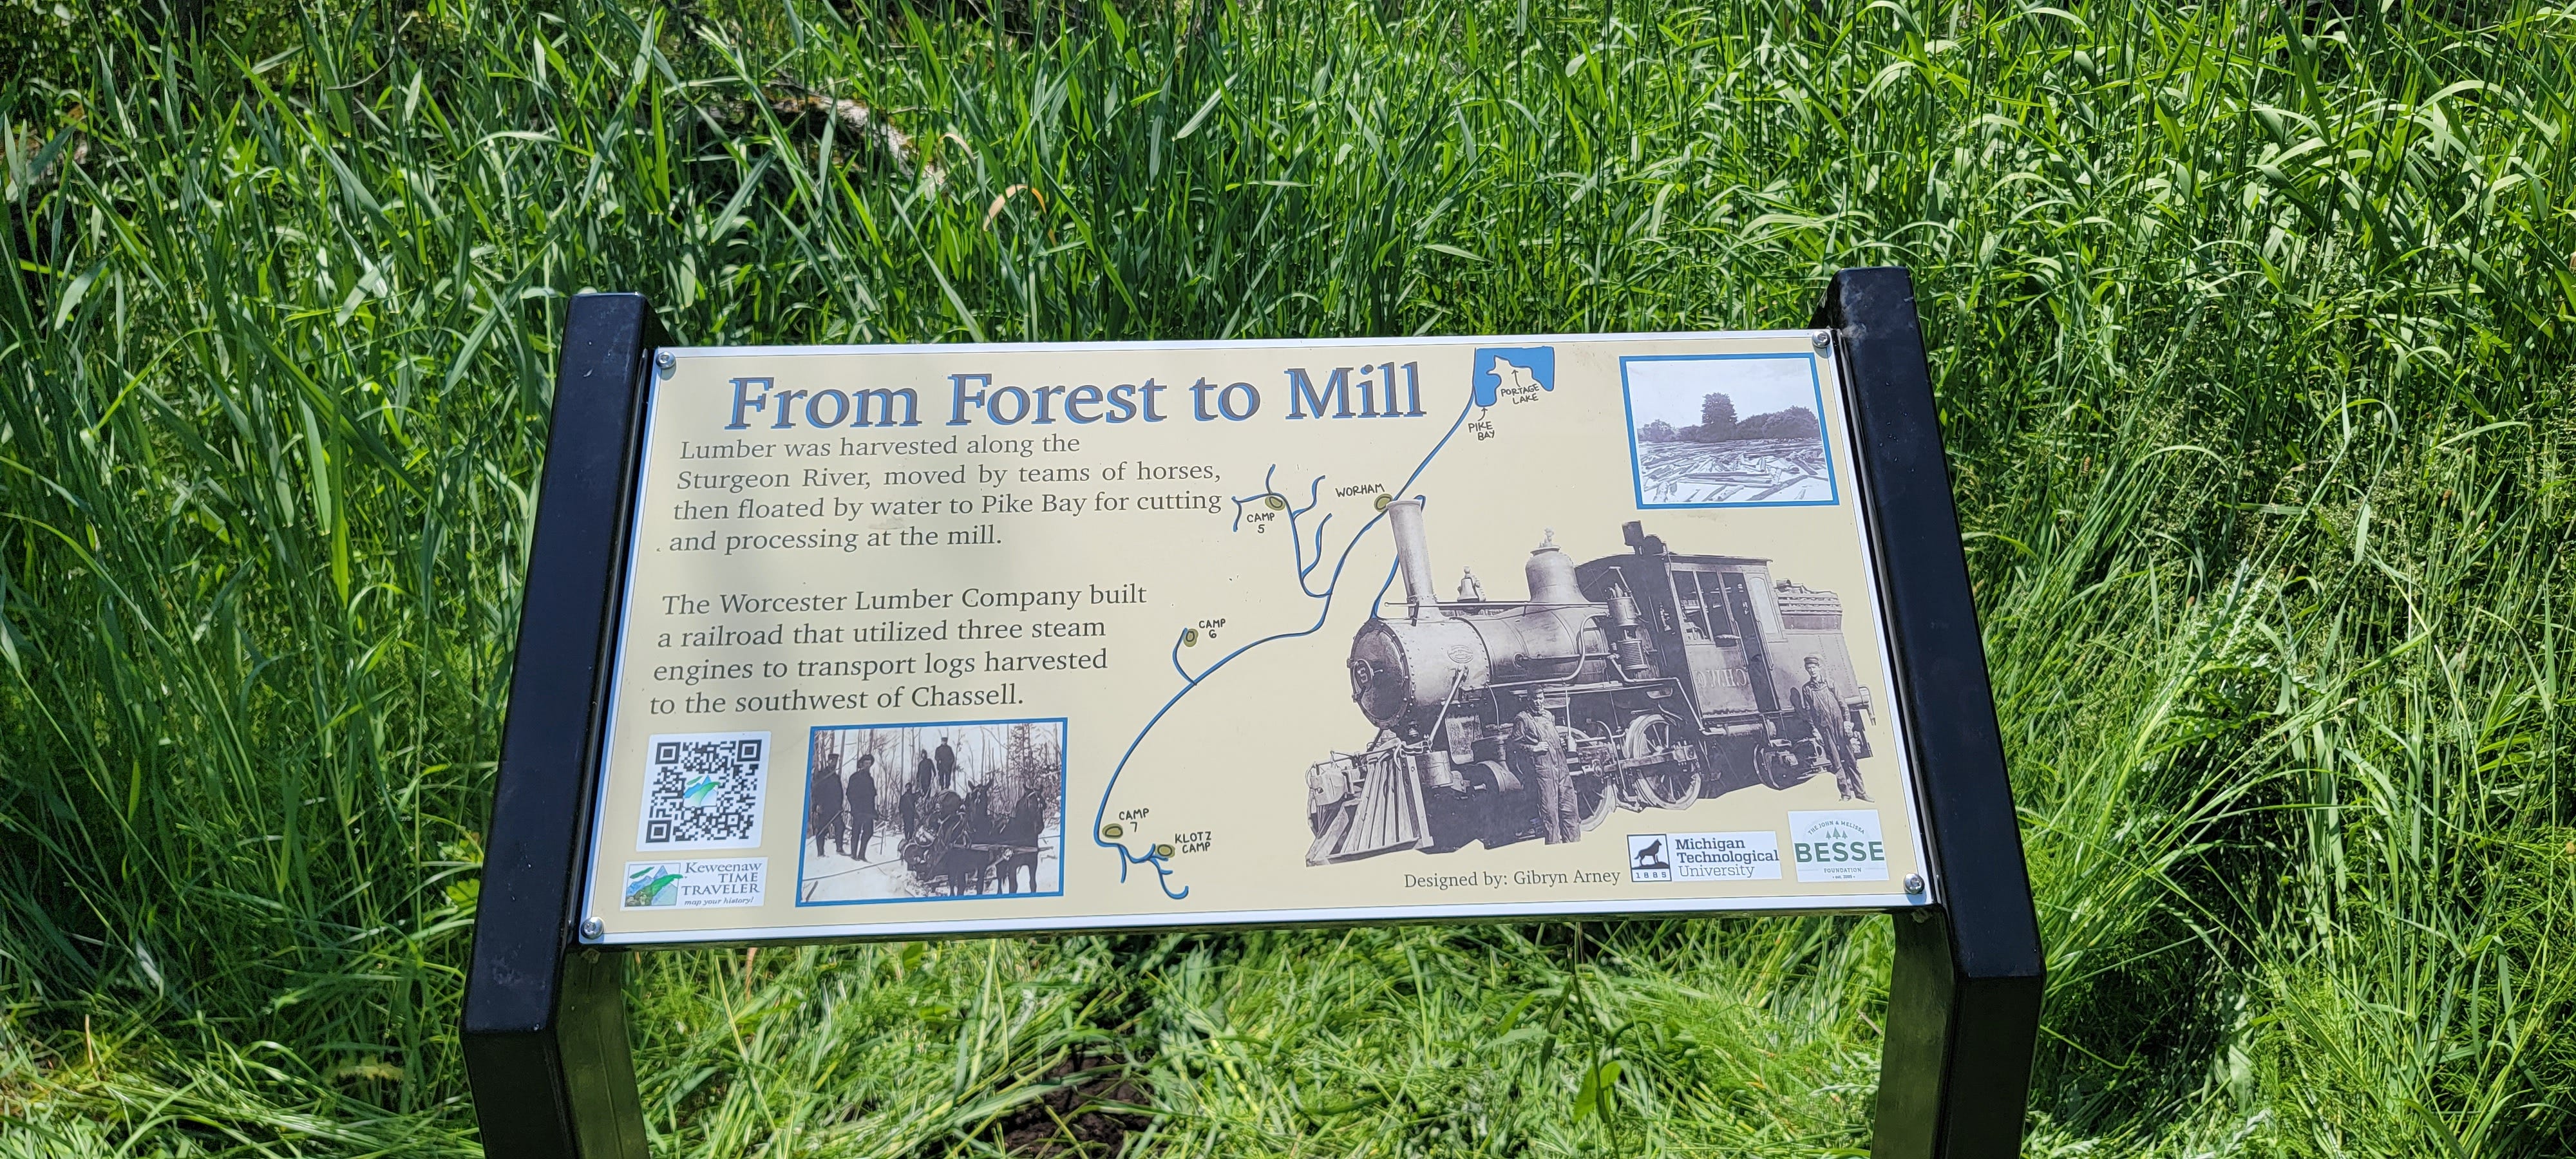 From Forest to Mill
Lumber was harvested along the
Sturgeon River, moved by teams of horses,
then floated by water to Pike Bay for cutting
and processing at the mill.
The Worcester Lumber Company built
a railroad that utilized three steam
engines to transport logs harvested
to the southwest of Chassell.
PORTAGE
LAKE
PIKE
BAY
WORHAM
CAMP
5
CAMP
6
CAMP
7
KLOTZ
CAMP
Keweenaw
TIME
TRAVELER
map your history!
Designed by: Gibryn Arney
1885
Michigan
Technological
University
THE JOHN & MELISSA
BESSE
FOUNDATION